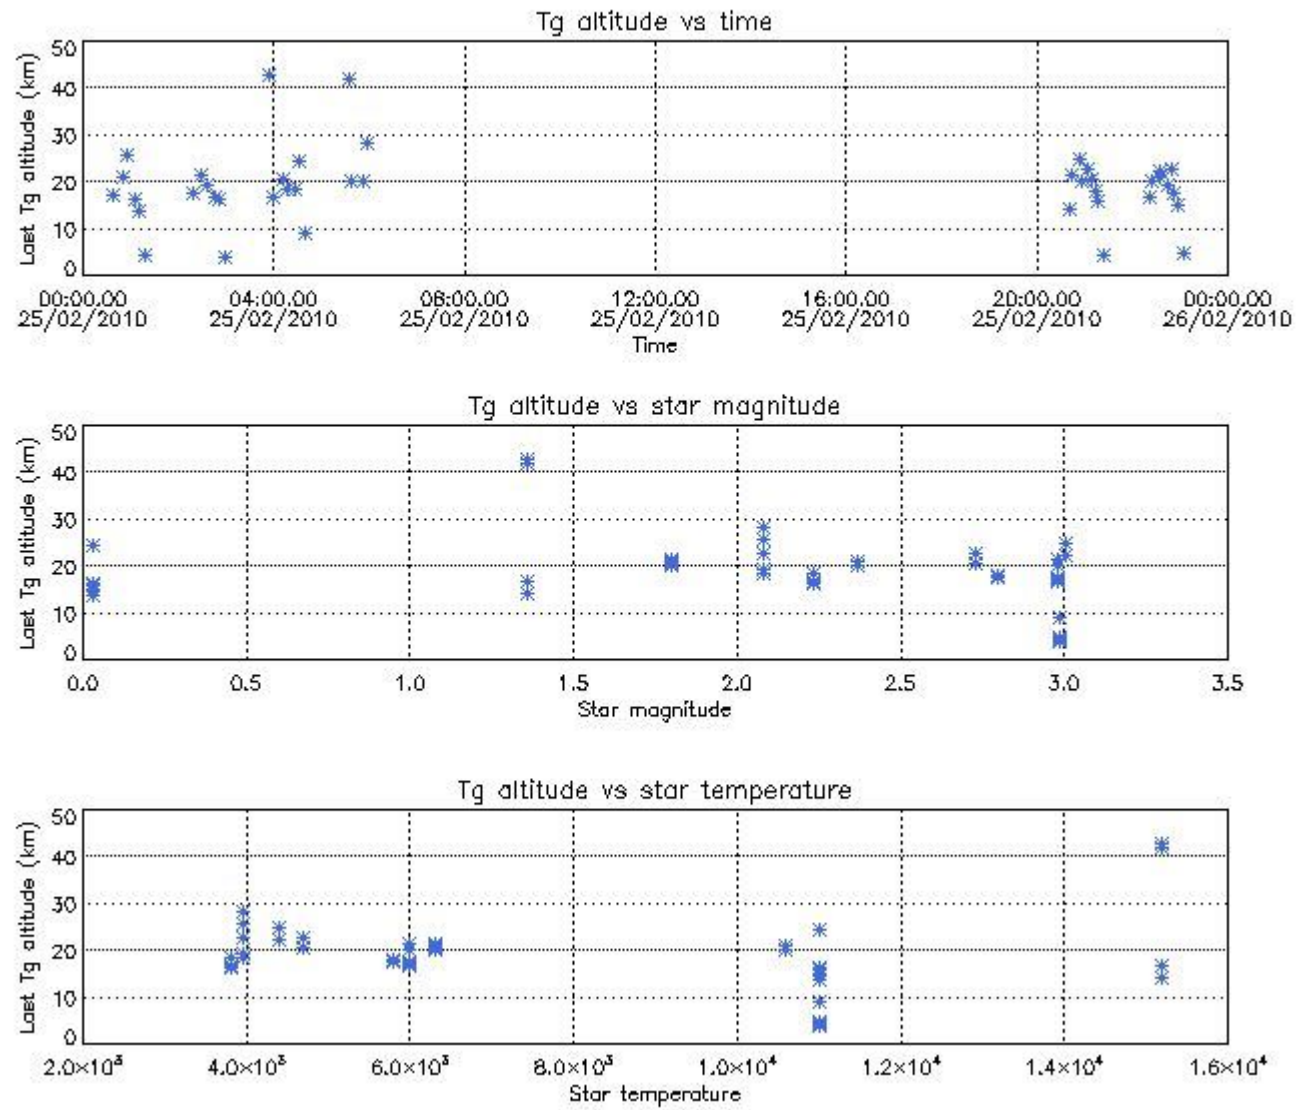 Tg altitude vs time
Last Tg altitude (km)
50
40
30
20
10
0
00:00.00 04:00.00 08:00.00 12:00.00 16:00.00 20:00.00 00:00.00
25/02/2010 25/02/2010 25/02/2010 25/02/2010 25/02/2010 25/02/2010 26/02/2010
Time
Tg altitude vs star magnitude
Last Tg altitude (km)
50
40
30
20
10
0
0.0 0.5 1.0 1.5 2.0 2.5 3.0 3.5
Star magnitude
Tg altitude vs star temperature
Last Tg altitude (km)
50
40
30
20
10
0
2.0×10³ 4.0×10³ 6.0×10³ 8.0×10³ 1.0×10⁴ 1.2×10⁴ 1.4×10⁴ 1.6×10⁴
Star temperature